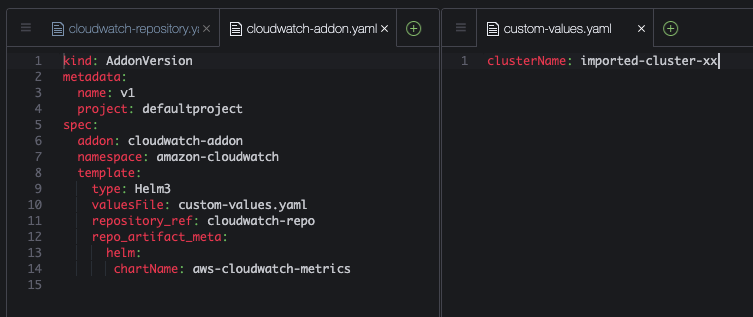 cloudwatch-repository.ya
cloudwatch-addon.yaml
custom-values.yaml
1 kind: AddonVersion
2 metadata:
3 name: v1
4 project: defaultproject
5 spec:
6 addon: cloudwatch-addon
7 namespace: amazon-cloudwatch
8 template:
9 type: Helm3
10 valuesFile: custom-values.yaml
11 repository_ref: cloudwatch-repo
12 repo_artifact_meta:
13 helm:
14 chartName: aws-cloudwatch-metrics
15
1 clusterName: imported-cluster-xx